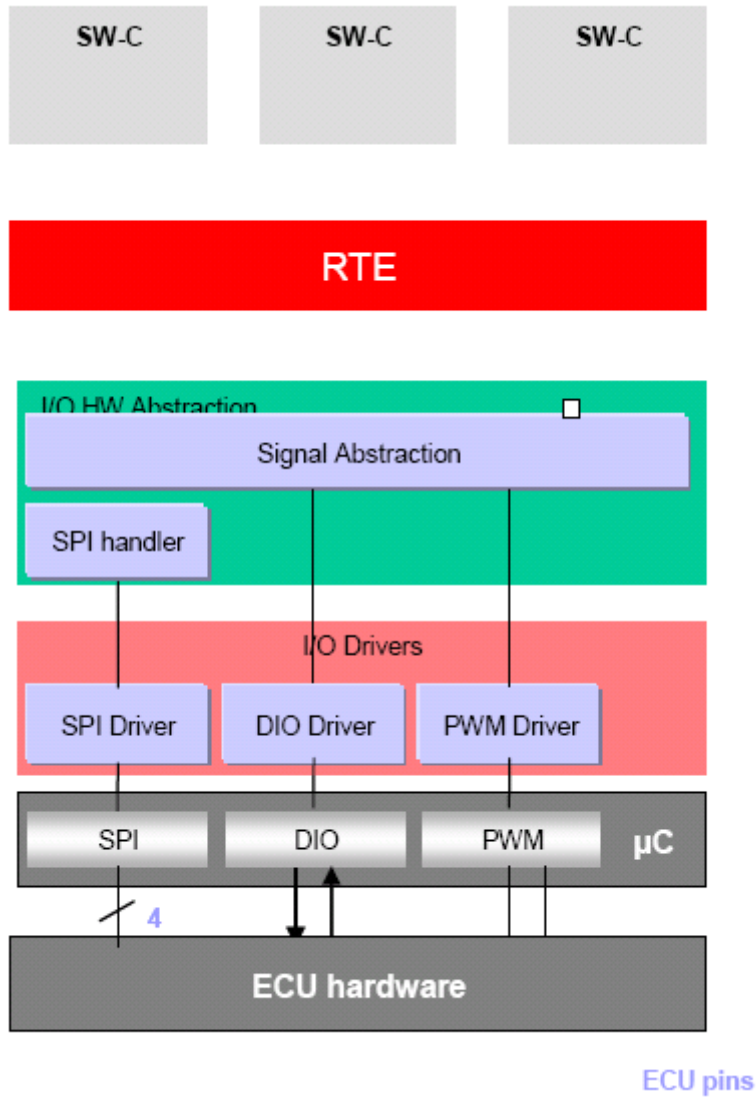 SW-C
SW-C
SW-C
RTE
I/O HW Abstraction
Signal Abstraction
SPI handler
I/O Drivers
SPI Driver
DIO Driver
PWM Driver
SPI
DIO
PWM
µC
4
ECU hardware
ECU pins